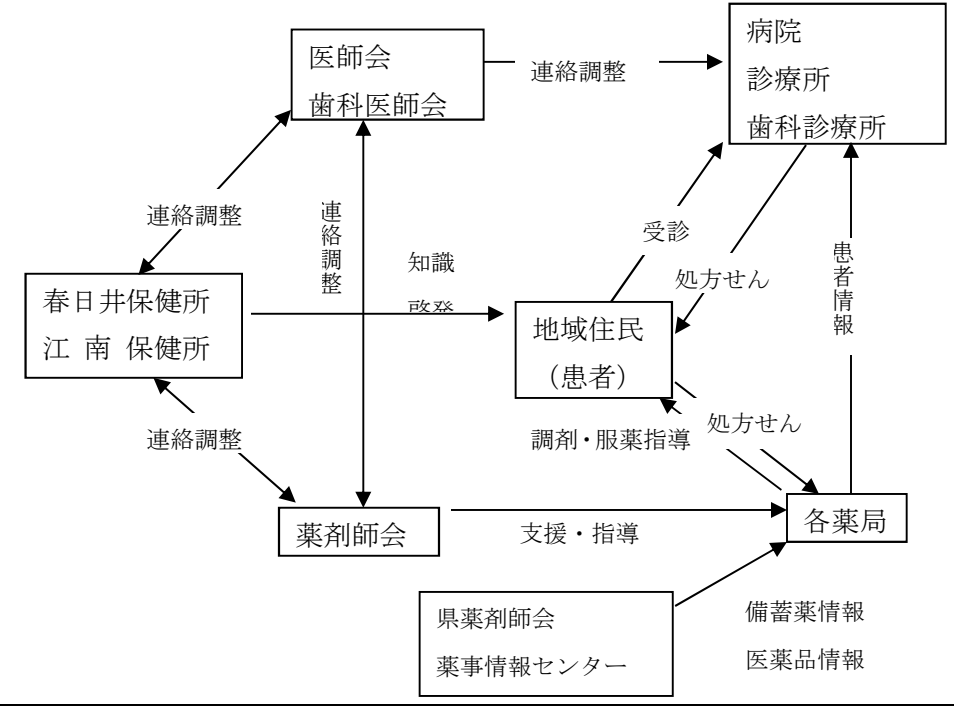 医師会
歯科医師会
連絡調整
病院
診療所
歯科診療所
連絡調整
連絡調整
知識
啓発
受診
処方せん
患者情報
春日井保健所
江 南 保健所
地域住民
（患者）
連絡調整
調剤・服薬指導
処方せん
薬剤師会
支援・指導
各薬局
県薬剤師会
薬事情報センター
備蓄薬情報
医薬品情報